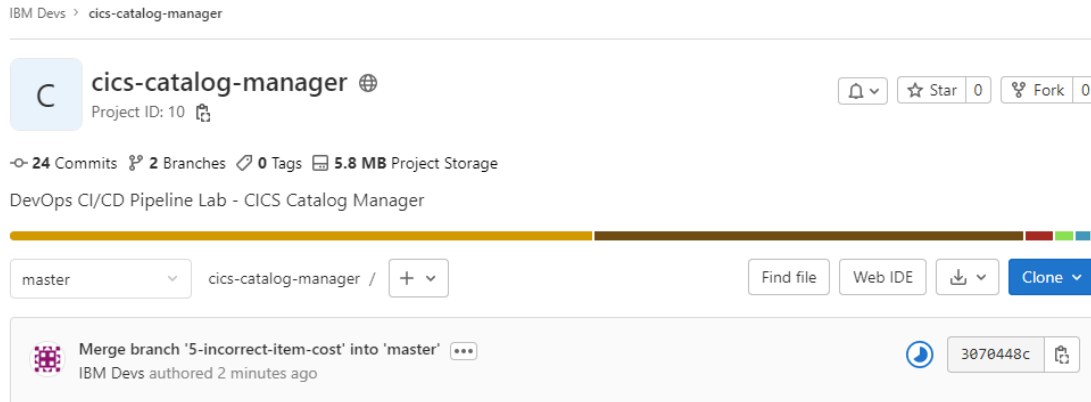 IBM Devs > cics-catalog-manager
C
cics-catalog-manager
Project ID: 10
Star 0
Fork 0
24 Commits 2 Branches 0 Tags 5.8 MB Project Storage
DevOps CI/CD Pipeline Lab - CICS Catalog Manager
master
cics-catalog-manager / +
Find file
Web IDE
Clone
Merge branch '5-incorrect-item-cost' into 'master'
3070448c
IBM Devs authored 2 minutes ago